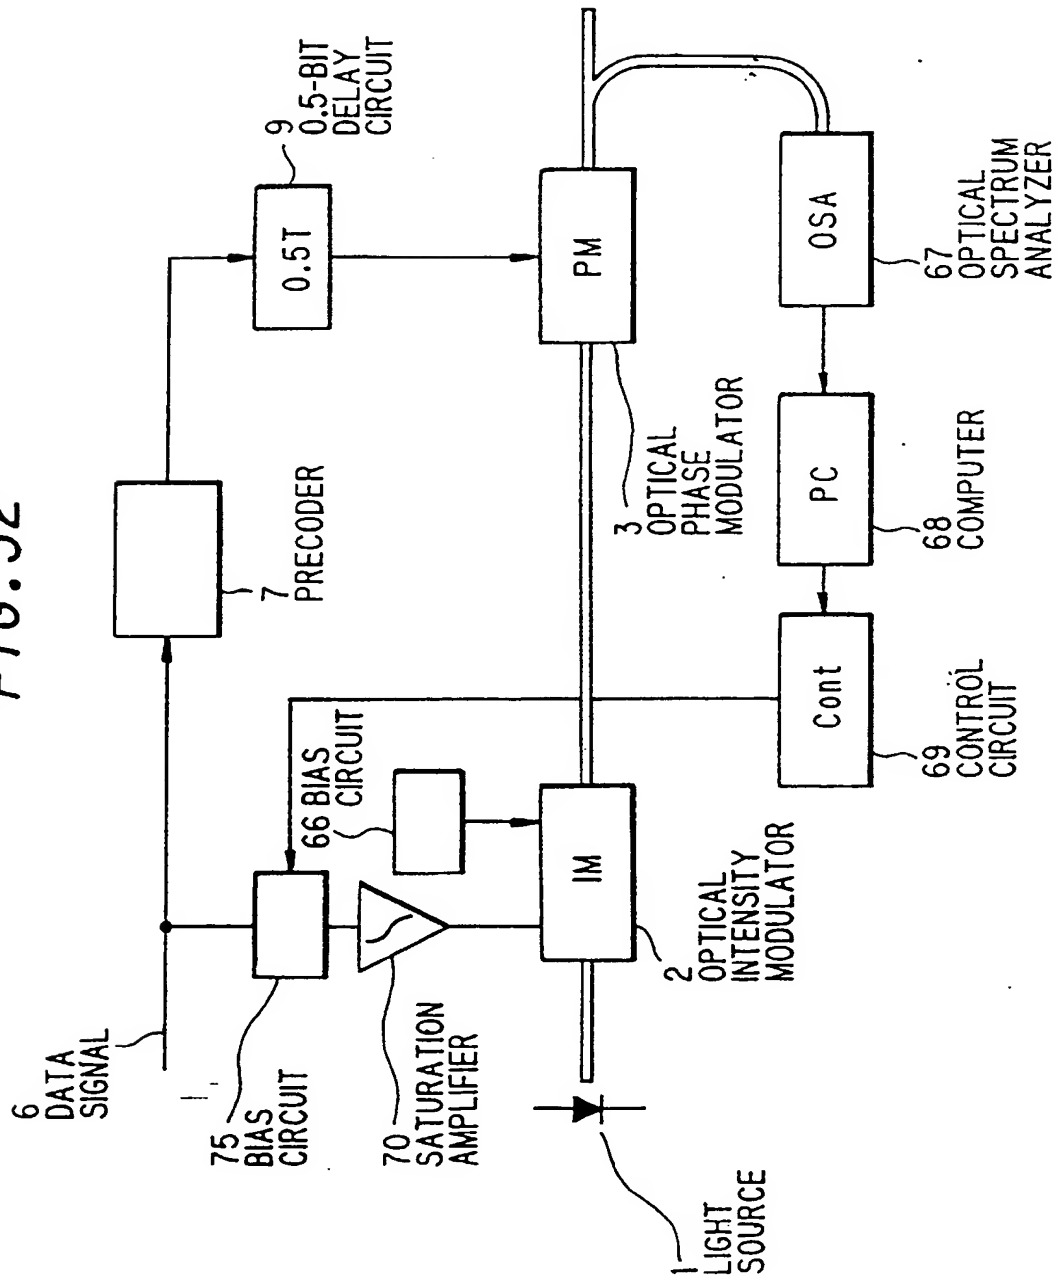 FIG.
6
DATA
SIGNAL
7
PRECODER
9
0.5-BIT
DELAY
CIRCUIT
0.5T
75
BIAS
CIRCUIT
66 BIAS
CIRCUIT
70
SATURATION
AMPLIFIER
1
LIGHT
SOURCE
IM
2
OPTICAL
INTENSITY
MODULATOR
PM
3
OPTICAL
PHASE
MODULATOR
Cont
69
CONTROL
CIRCUIT
PC
68
COMPUTER
OSA
67
OPTICAL
SPECTRUM
ANALYZER